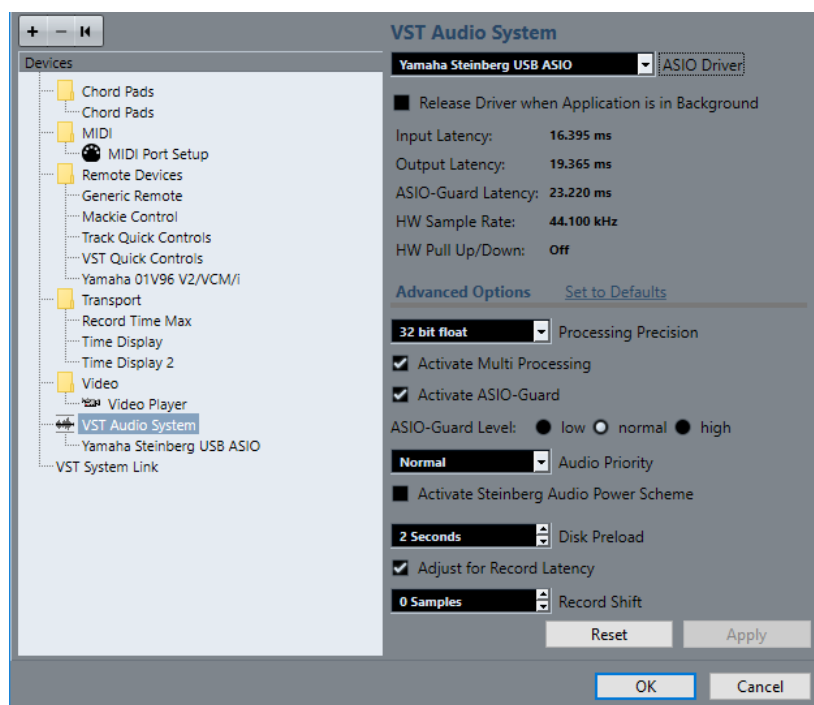 Devices
Chord Pads
Chord Pads
MIDI
MIDI Port Setup
Remote Devices
Generic Remote
Mackie Control
Track Quick Controls
VST Quick Controls
Yamaha 01V96 V2/VCM/i
Transport
Record Time Max
Time Display
Time Display 2
Video
Video Player
VST Audio System
Yamaha Steinberg USB ASIO
VST System Link
VST Audio System
Yamaha Steinberg USB ASIO ASIO Driver
Release Driver when Application is in Background
Input Latency: 16.395 ms
Output Latency: 19.365 ms
ASIO-Guard Latency: 23.220 ms
HW Sample Rate: 44.100 kHz
HW Pull Up/Down: Off
Advanced Options Set to Defaults
32 bit float Processing Precision
Activate Multi Processing
Activate ASIO-Guard
ASIO-Guard Level: low normal high
Normal Audio Priority
Activate Steinberg Audio Power Scheme
2 Seconds Disk Preload
Adjust for Record Latency
0 Samples Record Shift
Reset Apply
OK Cancel